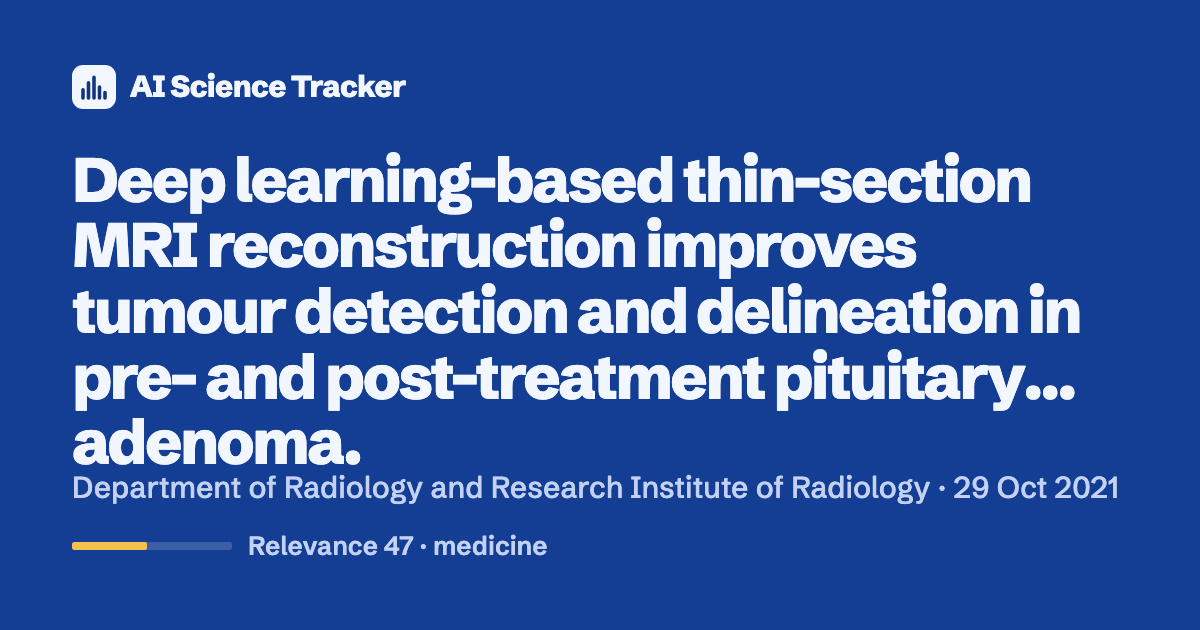 AI Science Tracker
Deep learning-based thin-section
MRI reconstruction improves
tumour detection and delineation in
pre- and post-treatment pituitary...
adenoma.
Department of Radiology and Research Institute of Radiology · 29 Oct 2021
Relevance 47 · medicine